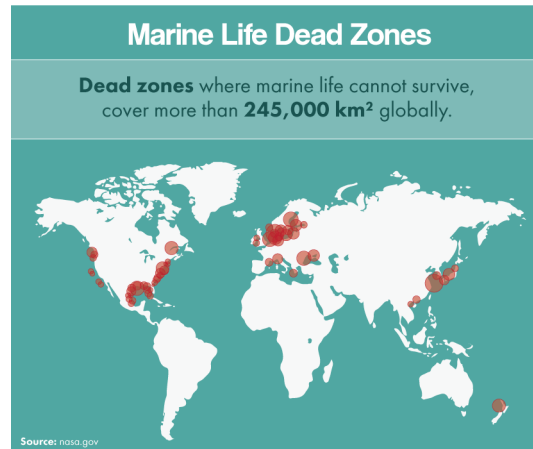 Marine Life Dead Zones
Dead zones where marine life cannot survive,
cover more than 245,000 km² globally.
Source: nasa.gov